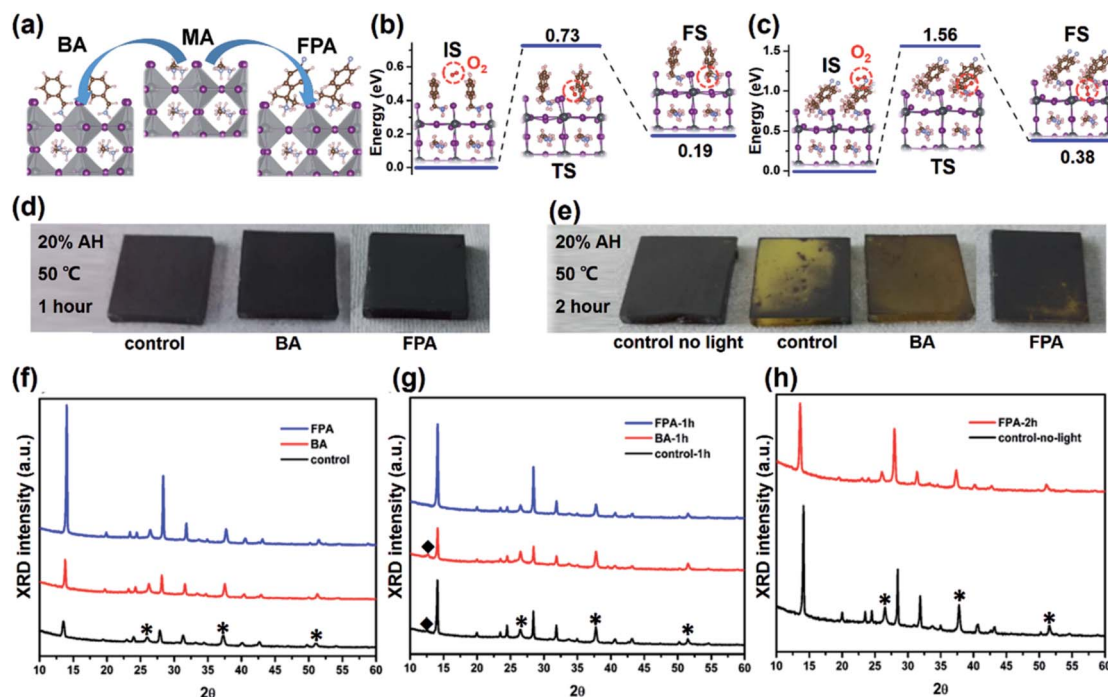 (a)
BA
MA
FPA
(b)
Energy (eV)
0.6
0.4
0.2
0.0
IS
O2
0.73
TS
FS
0.19
(c)
Energy (eV)
1.5
1.0
0.5
0.0
IS
O2
1.56
TS
FS
0.38
(d)
20% AH
50 ℃
1 hour
control
BA
FPA
(e)
20% AH
50 ℃
2 hour
control no light
control
BA
FPA
(f)
XRD intensity (a.u.)
FPA
BA
control
* * *
10 15 20 25 30 35 40 45 50 55 60
2θ
(g)
XRD intensity (a.u.)
FPA-1h
BA-1h
control-1h
◆
◆
* * *
10 15 20 25 30 35 40 45 50 55 60
2θ
(h)
XRD intensity (a.u.)
FPA-2h
control-no-light
* * *
10 15 20 25 30 35 40 45 50 55 60
2θ